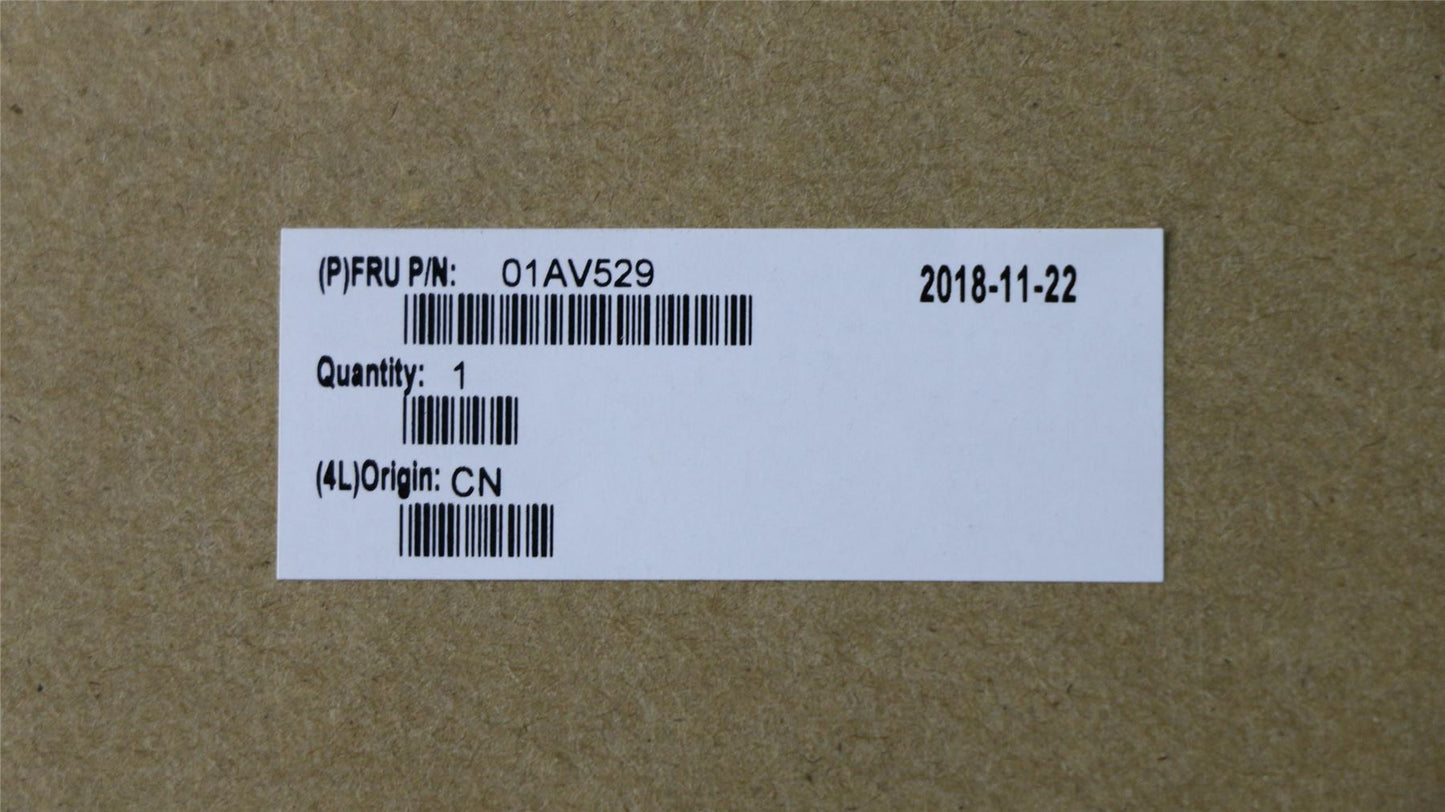 (P)FRU P/N: 01AV529
2018-11-22
Quantity: 1
(4L)Origin: CN